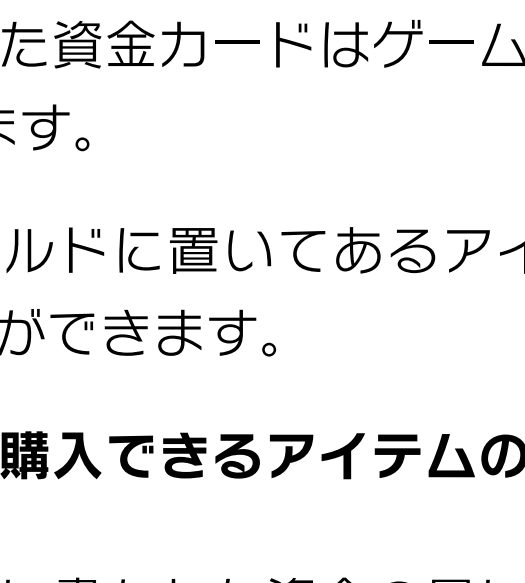 た資金カードはゲーム
ます。
ルドに置いてあるアイ
ができます。
購入できるアイテムの